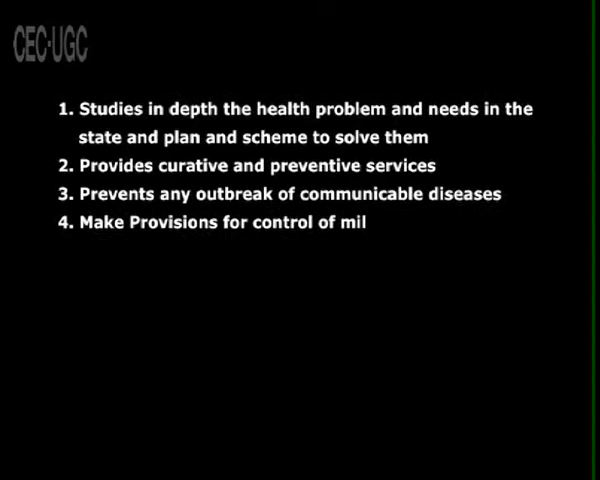 CEC-UGC
1. Studies in depth the health problem and needs in the
state and plan and scheme to solve them
2. Provides curative and preventive services
3. Prevents any outbreak of communicable diseases
4. Make Provisions for control of mil